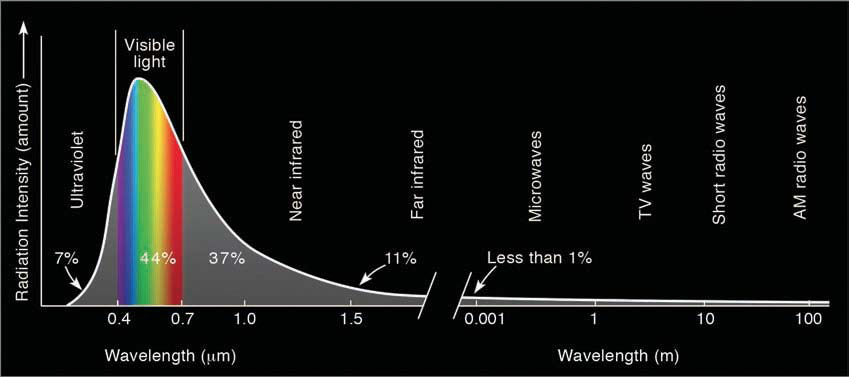 Visible
light
Radiation Intensity (amount)
Ultraviolet
Near infrared
Far infrared
Microwaves
TV waves
Short radio waves
AM radio waves
7%
44%
37%
11%
Less than 1%
0.4
0.7
1.0
1.5
0.001
1
10
100
Wavelength (μm)
Wavelength (m)